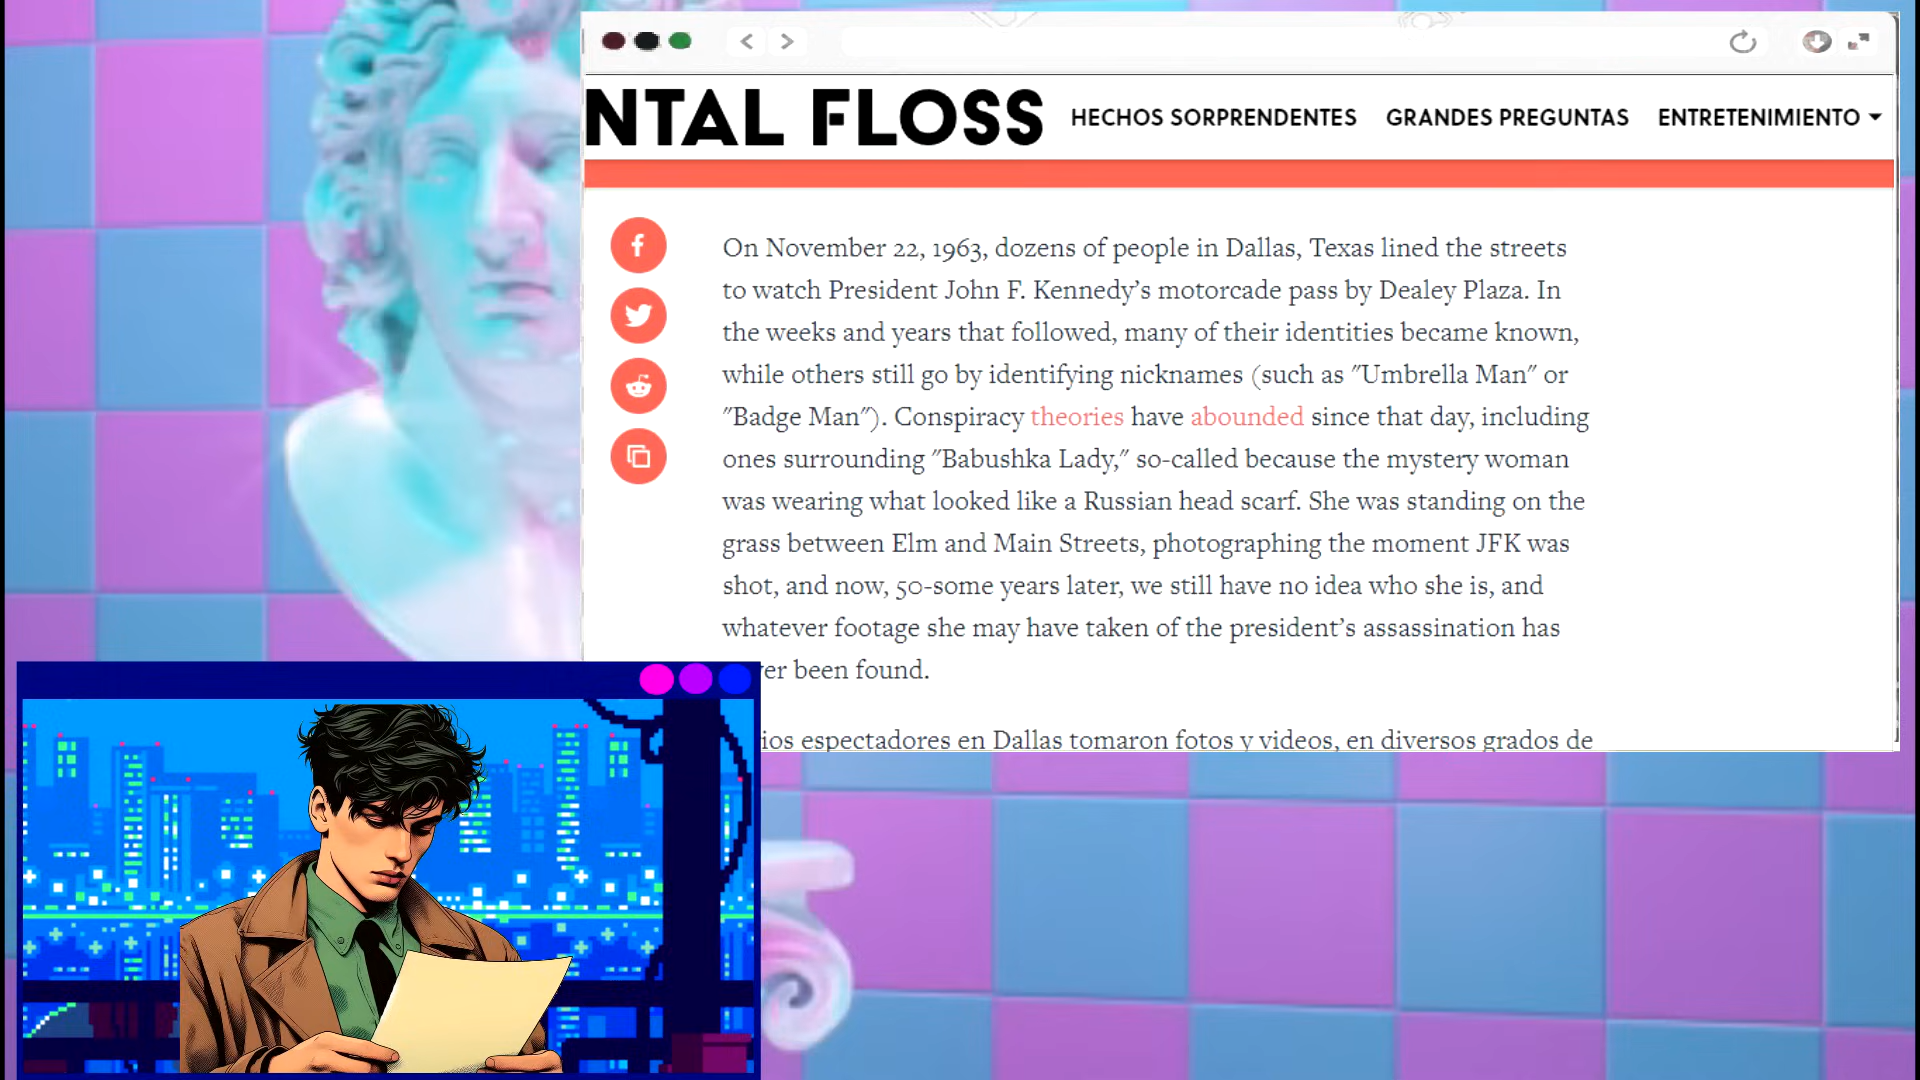 NTAL FLOSS
HECHOS SORPRENDENTES GRANDES PREGUNTAS ENTRETENIMIENTO
On November 22, 1963, dozens of people in Dallas, Texas lined the streets
to watch President John F. Kennedy's motorcade pass by Dealey Plaza. In
the weeks and years that followed, many of their identities became known,
while others still go by identifying nicknames (such as "Umbrella Man" or
"Badge Man"). Conspiracy theories have abounded since that day, including
ones surrounding "Babushka Lady," so-called because the mystery woman
was wearing what looked like a Russian head scarf. She was standing on the
grass between Elm and Main Streets, photographing the moment JFK was
shot, and now, 50-some years later, we still have no idea who she is, and
whatever footage she may have taken of the president's assassination has
er been found.
ios espectadores en Dallas tomaron fotos y videos, en diversos grados de